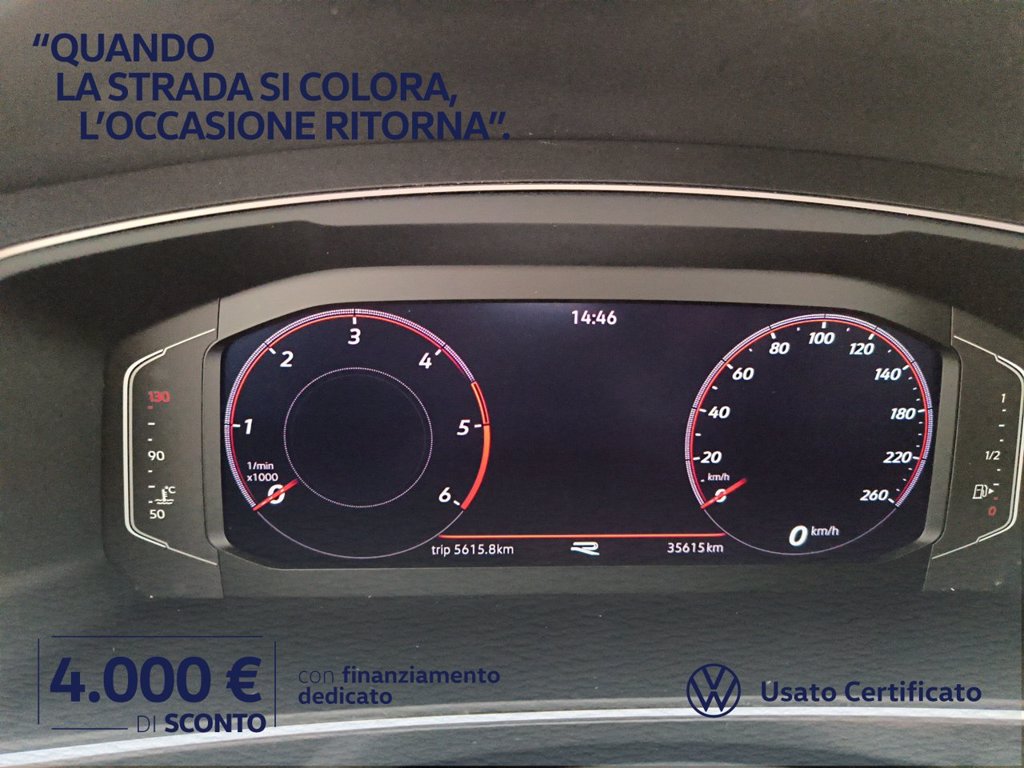 “QUANDO
LA STRADA SI COLORA,
L’OCCASIONE RITORNA”.
14:46
130
90
°C
50
0
1
2
3
4
5
6
1/min
x1000
0
20
40
60
80
100
120
140
180
220
260
km/h
0 km/h
1
1/2
trip 5615.8km
R
35615km
4.000 €
DI SCONTO
con finanziamento
dedicato
Usato Certificato